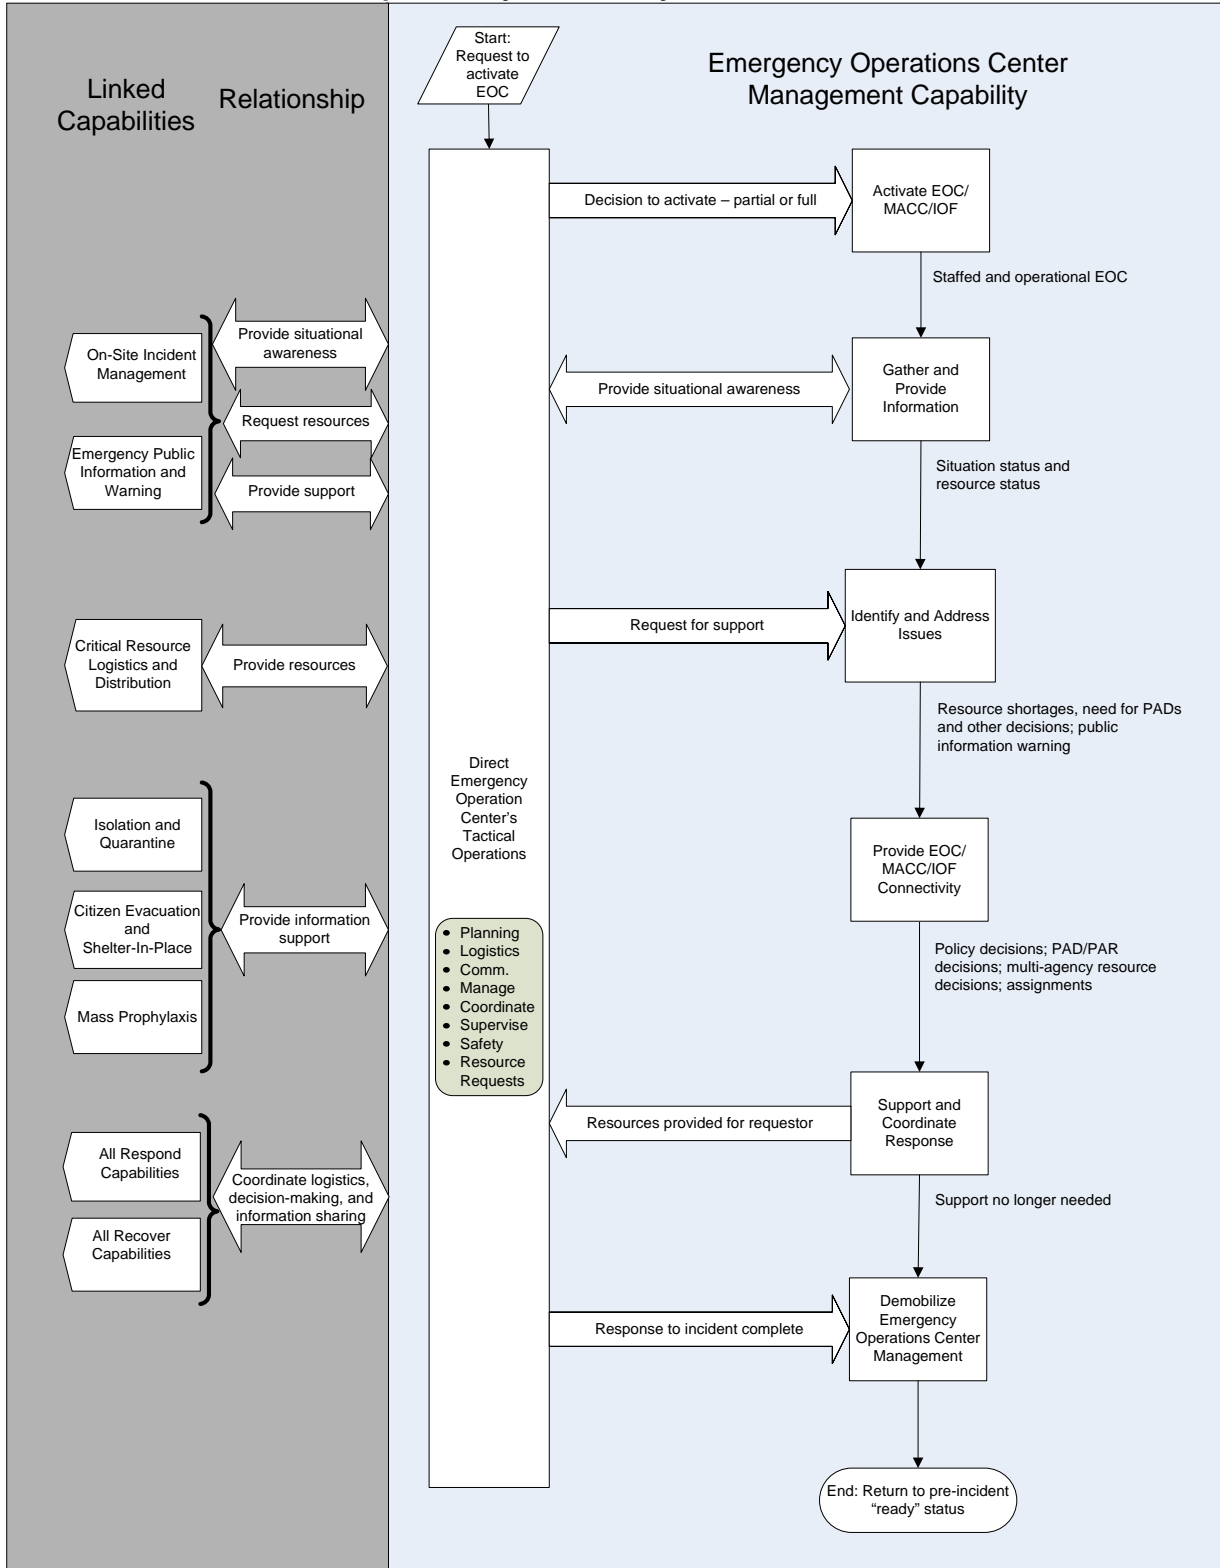 Linked
Capabilities
Relationship
Start:
Request to
activate
EOC
Emergency Operations Center
Management Capability
Decision to activate – partial or full
Activate EOC/
MACC/IOF
Staffed and operational EOC
On-Site Incident
Management
Emergency Public
Information and
Warning
Provide situational
awareness
Request resources
Provide support
Provide situational awareness
Gather and
Provide
Information
Situation status and
resource status
Critical Resource
Logistics and
Distribution
Provide resources
Request for support
Identify and Address
Issues
Resource shortages, need for PADs
and other decisions; public
information warning
Direct
Emergency
Operation
Center's
Tactical
Operations
• Planning
• Logistics
• Comm.
• Manage
• Coordinate
• Supervise
• Safety
• Resource
Requests
Isolation and
Quarantine
Citizen Evacuation
and
Shelter-In-Place
Mass Prophylaxis
Provide information
support
Provide EOC/
MACC/IOF
Connectivity
Policy decisions; PAD/PAR
decisions; multi-agency resource
decisions; assignments
All Respond
Capabilities
All Recover
Capabilities
Coordinate logistics,
decision-making, and
information sharing
Resources provided for requestor
Support and
Coordinate
Response
Support no longer needed
Response to incident complete
Demobilize
Emergency
Operations Center
Management
End: Return to pre-incident
“ready” status